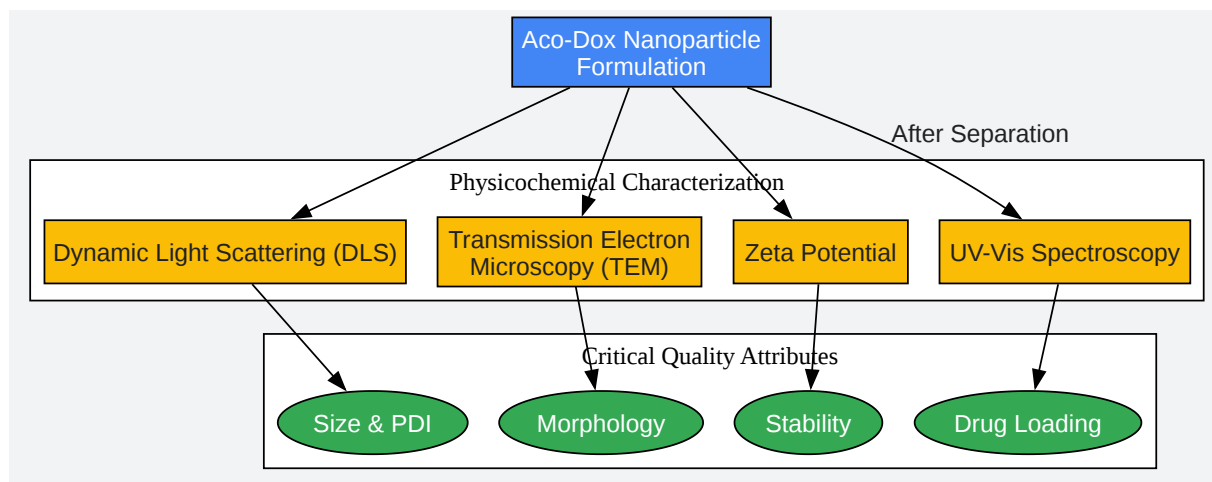 Aco-Dox Nanoparticle
Formulation
After Separation
Physicochemical Characterization
Dynamic Light Scattering (DLS)
Transmission Electron
Microscopy (TEM)
Zeta Potential
UV-Vis Spectroscopy
Critical Quality Attributes
Size & PDI
Morphology
Stability
Drug Loading